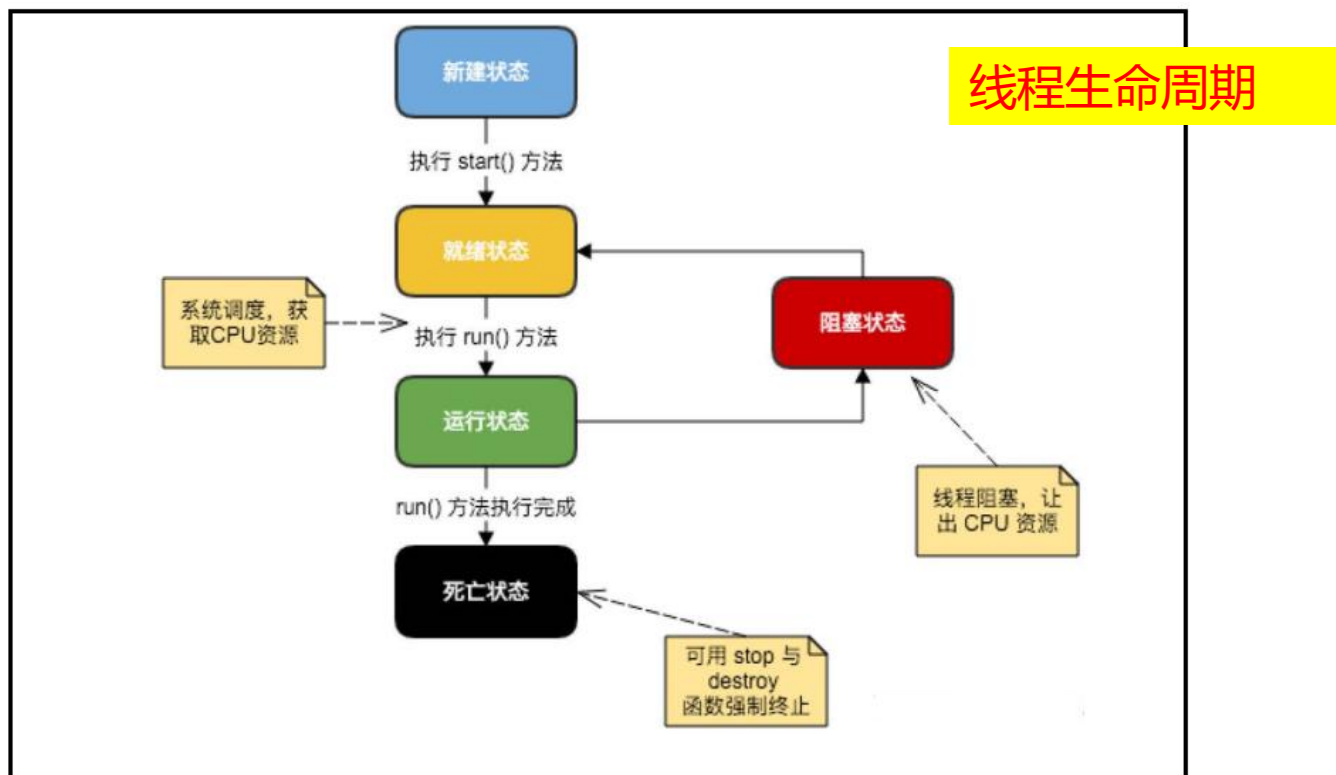 新建状态
线程生命周期
执行 start() 方法
就绪状态
系统调度，获
取CPU资源
阻塞状态
执行 run() 方法
运行状态
线程阻塞，让
出 CPU 资源
run() 方法执行完成
死亡状态
可用 stop 与
destroy
函数强制终止